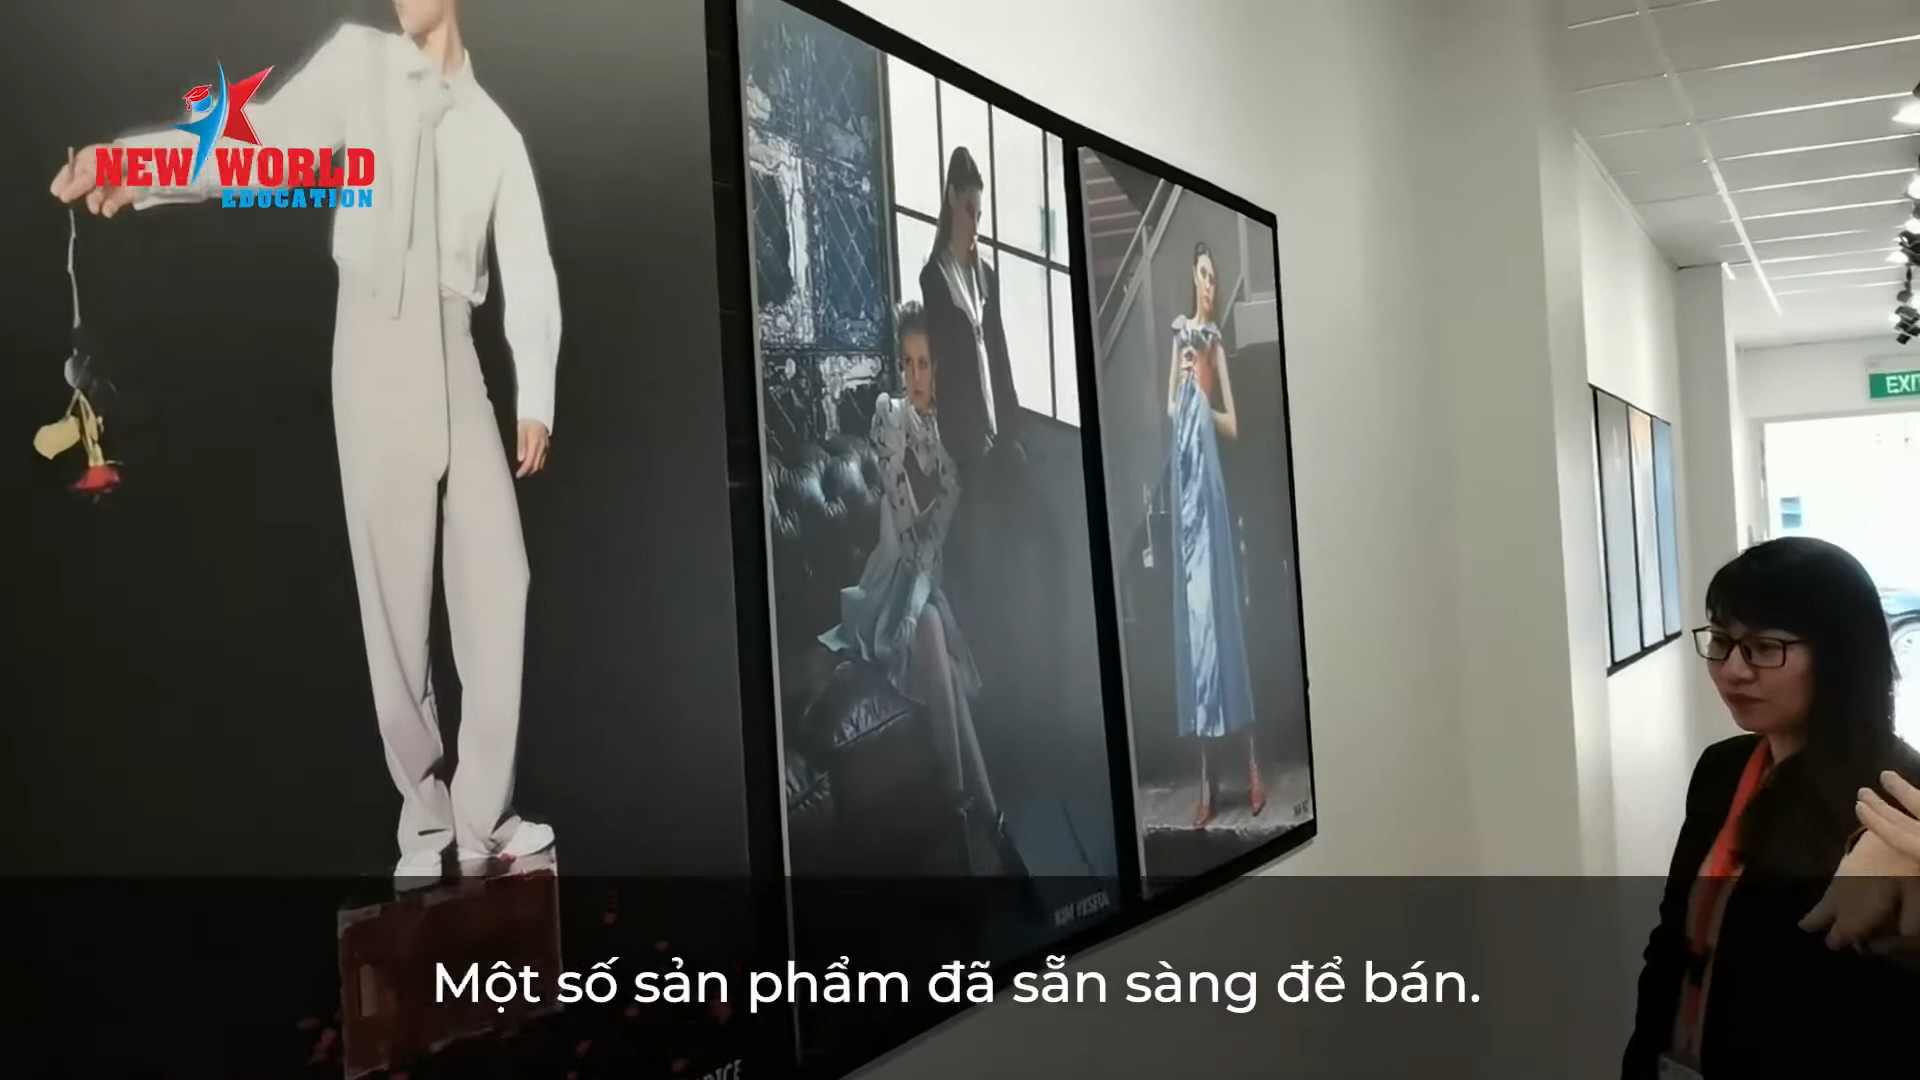 NEW WORLD
EDUCATION
EXIT
Một số sản phẩm đã sẵn sàng để bán.